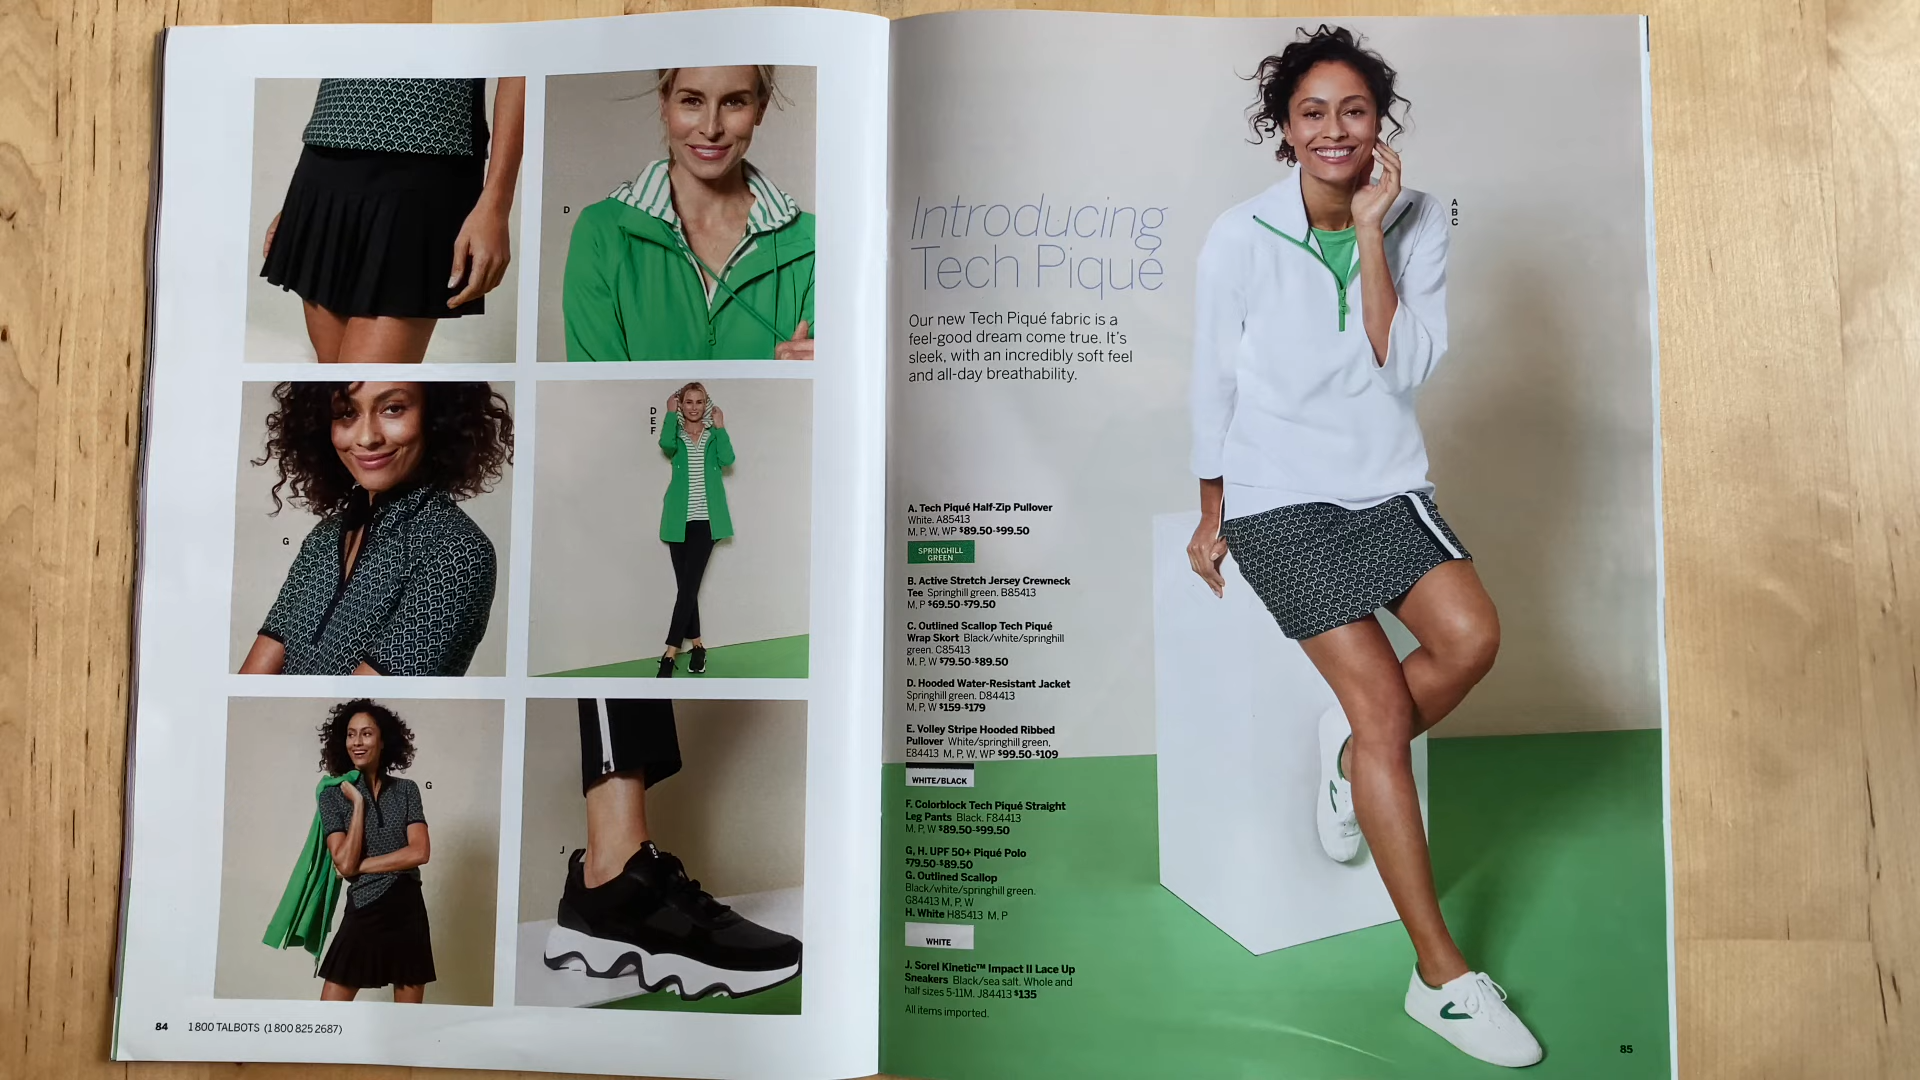 D
D
E
F
G
G
J
84 1 800 TALBOTS (1 800 825 2687)
Introducing
Tech Piqué
Our new Tech Piqué fabric is a
feel-good dream come true. It's
sleek, with an incredibly soft feel
and all-day breathability.
A
B
C
A. Tech Piqué Half-Zip Pullover
White. A85413
M, P, W, WP $89.50-$99.50
SPRINGHILL
GREEN
B. Active Stretch Jersey Crewneck
Tee Springhill green. B85413
M, P $69.50-$79.50
C. Outlined Scallop Tech Piqué
Wrap Skort Black/white/springhill
green. C85413
M, P, W $79.50-$89.50
D. Hooded Water-Resistant Jacket
Springhill green. D84413
M, P, W $159-$179
E. Volley Stripe Hooded Ribbed
Pullover White/springhill green,
E84413 M, P, W, WP $99.50-$109
WHITE/BLACK
F. Colorblock Tech Piqué Straight
Leg Pants Black. F84413
M, P, W $89.50-$99.50
G, H. UPF 50+ Piqué Polo
$79.50-$89.50
G. Outlined Scallop
Black/white/springhill green.
G84413 M, P, W
H. White H85413 M, P
WHITE
J. Sorel Kinetic™ Impact II Lace Up
Sneakers Black/sea salt. Whole and
half sizes 5-11M. J84413 $135
All items imported.
85